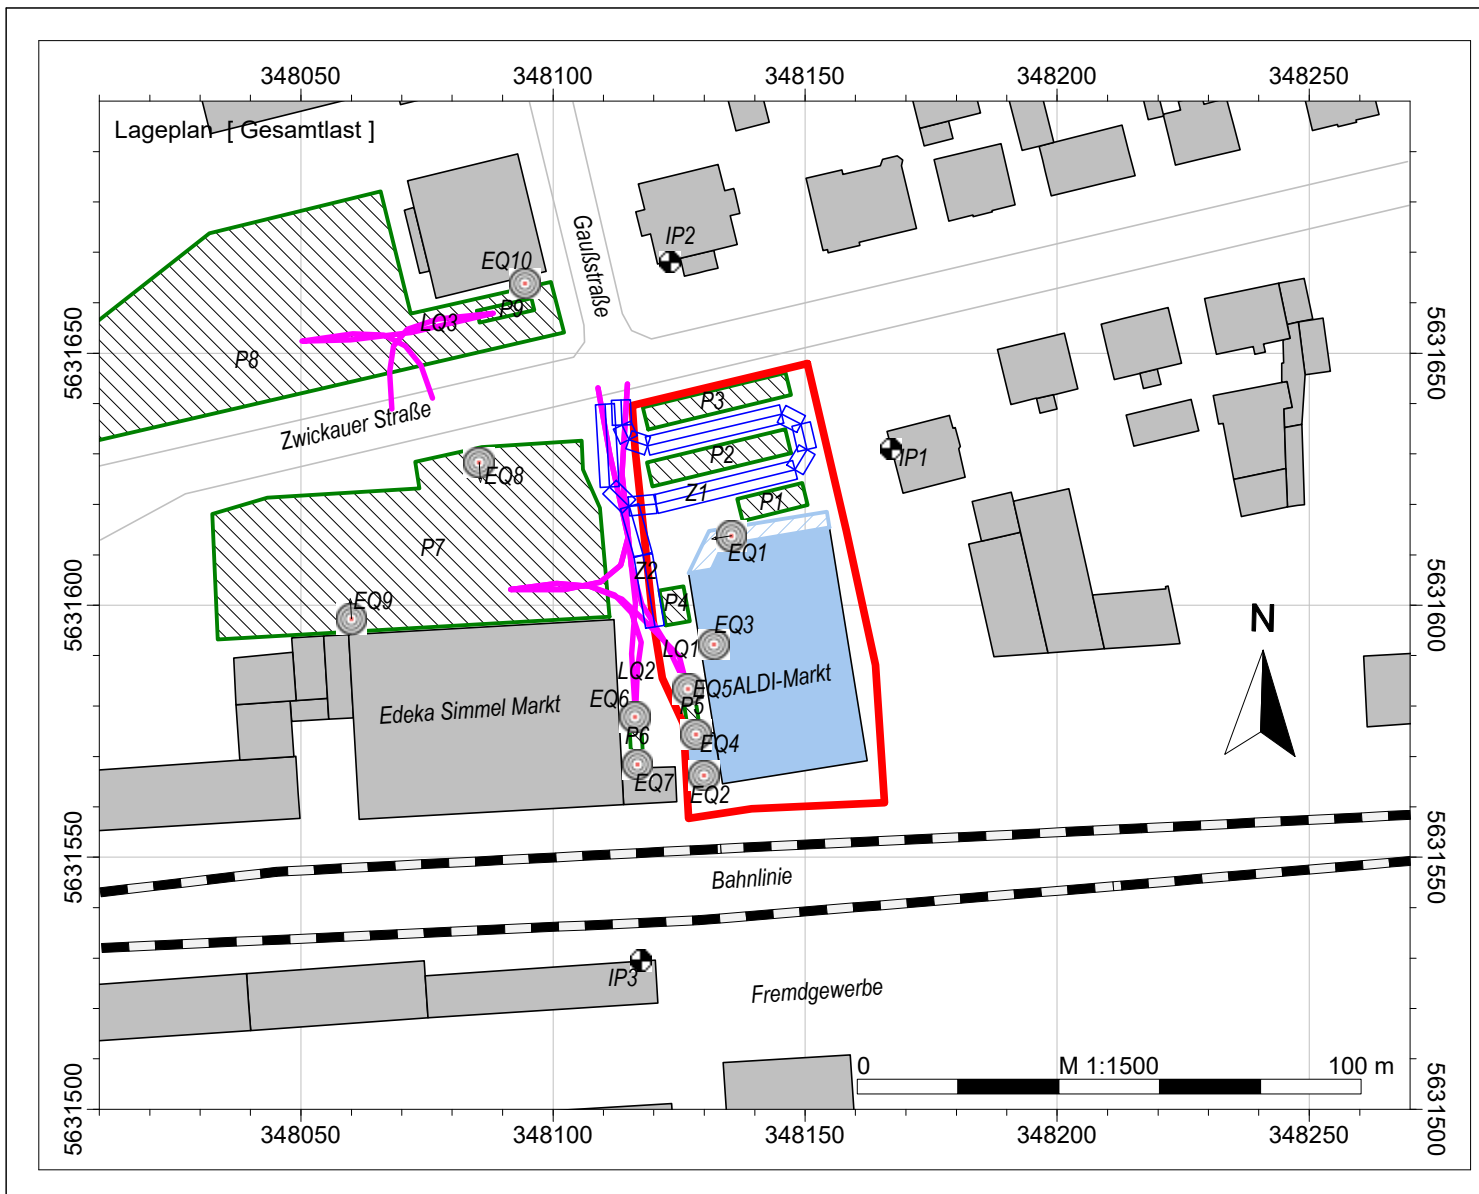 348050 348100 348150 348200 348250
Lageplan [ Gesamtlast ]
Gaußstraße
IP2
EQ10
P9
LQ3
P8
5631650
5631650
P3
Zwickauer Straße
P2
IP1
EQ8
Z1
P1
P7
EQ1
Z2
EQ9
P4
5631600
5631600
EQ3
N
LQ1
LQ2
EQ5
ALDI-Markt
EQ6
P5
Edeka Simmel Markt
P6
EQ4
EQ7
EQ2
5631550
5631550
Bahnlinie
IP3
Fremdgewerbe
0 M 1:1500 100 m
5631500
5631500
348050 348100 348150 348200 348250